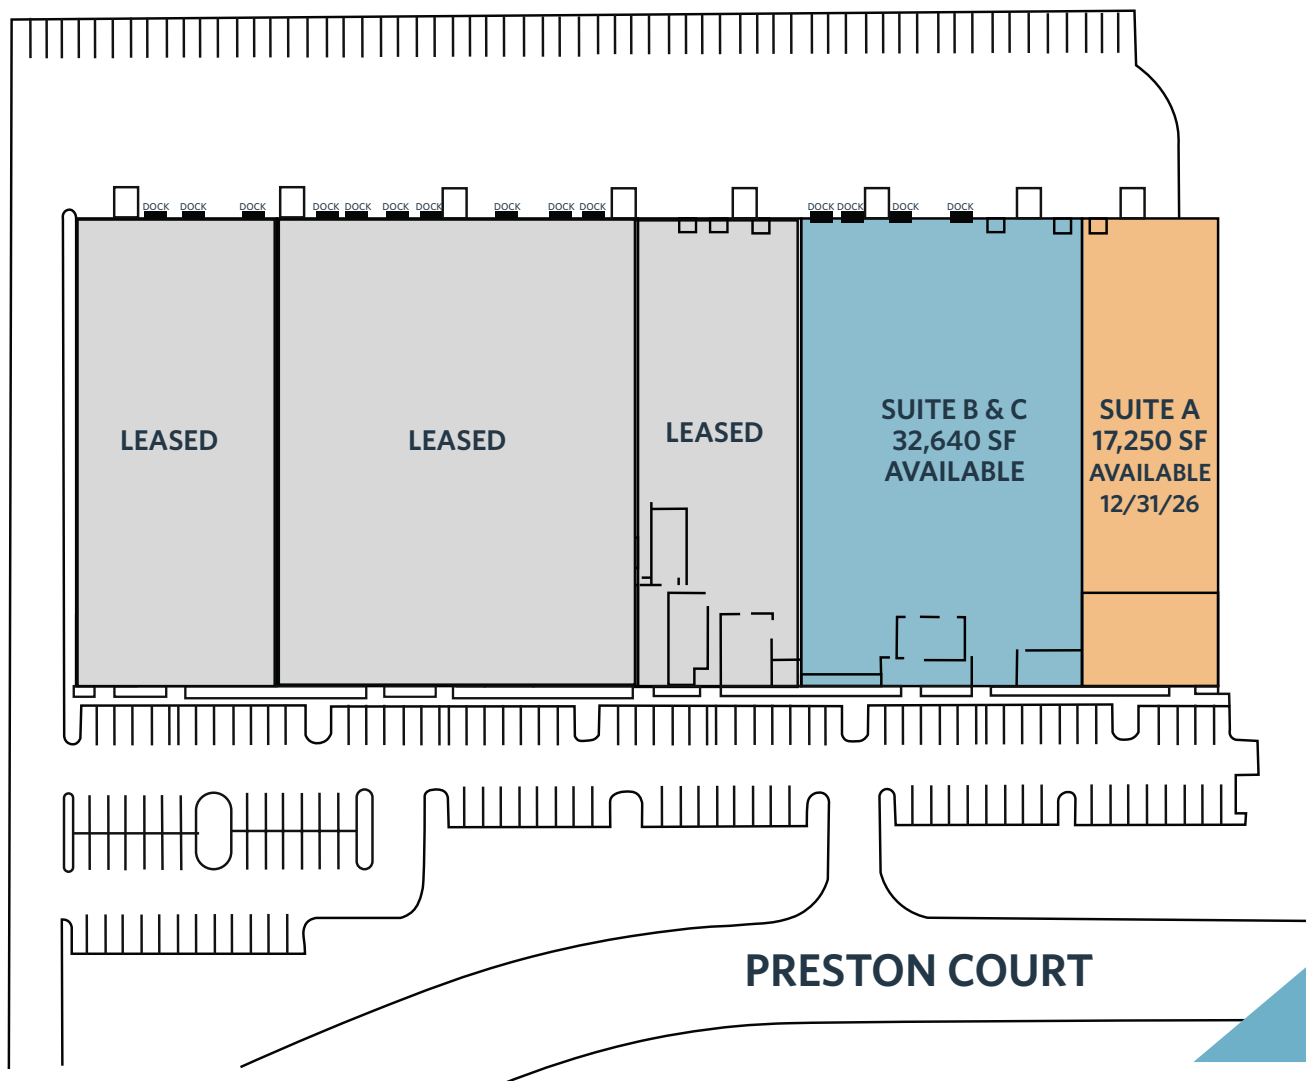 DOCK DOCK DOCK DOCK DOCK DOCK DOCK DOCK DOCK DOCK DOCK DOCK DOCK DOCK
LEASED
LEASED
LEASED
SUITE B & C
32,640 SF
AVAILABLE
SUITE A
17,250 SF
AVAILABLE
12/31/26
PRESTON COURT